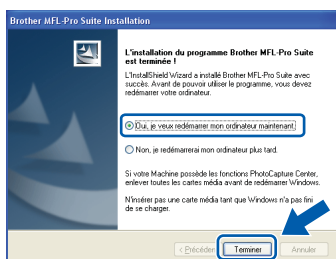 Brother MFL-Pro Suite Installation
L'installation du programme Brother MFL-Pro Suite
est terminée !
L'InstallShield Wizard a installé Brother MFL-Pro Suite avec
succès. Avant de pouvoir utiliser le programme, vous devez
redémarrer votre ordinateur.
Oui, je veux redémarrer mon ordinateur maintenant.
Non, je redémarrerai mon ordinateur plus tard.
Si votre Machine possède les fonctions PhotoCapture Center,
enlever toutes les cartes média avant de redémarrer Windows.
N'insérer pas une carte média tant que Windows n'a pas fini
de se charger.
< Précéden Terminer Annuler